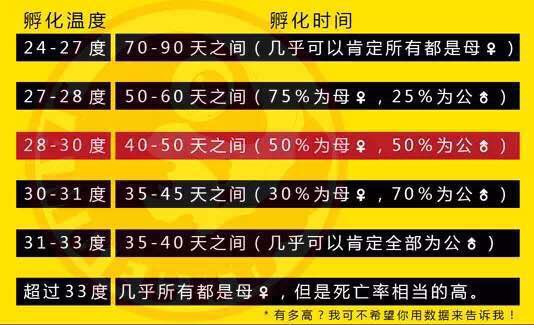 孵化温度 孵化时间
24-27 度 70-90 天之间（几乎可以肯定所有都是母♀）
27-28 度 50-60 天之间（75%为母♀，25%为公♂）
28-30 度 40-50 天之间（50%为母♀，50%为公♂）
30-31 度 35-45 天之间（30%为母♀，70%为公♂）
31-33 度 35-40 天之间（几乎可以肯定全部为公♂）
超过33度 几乎所有都是母♀，但是死亡率相当的高。
* 有多高？我可不希望你用数据来告诉我！